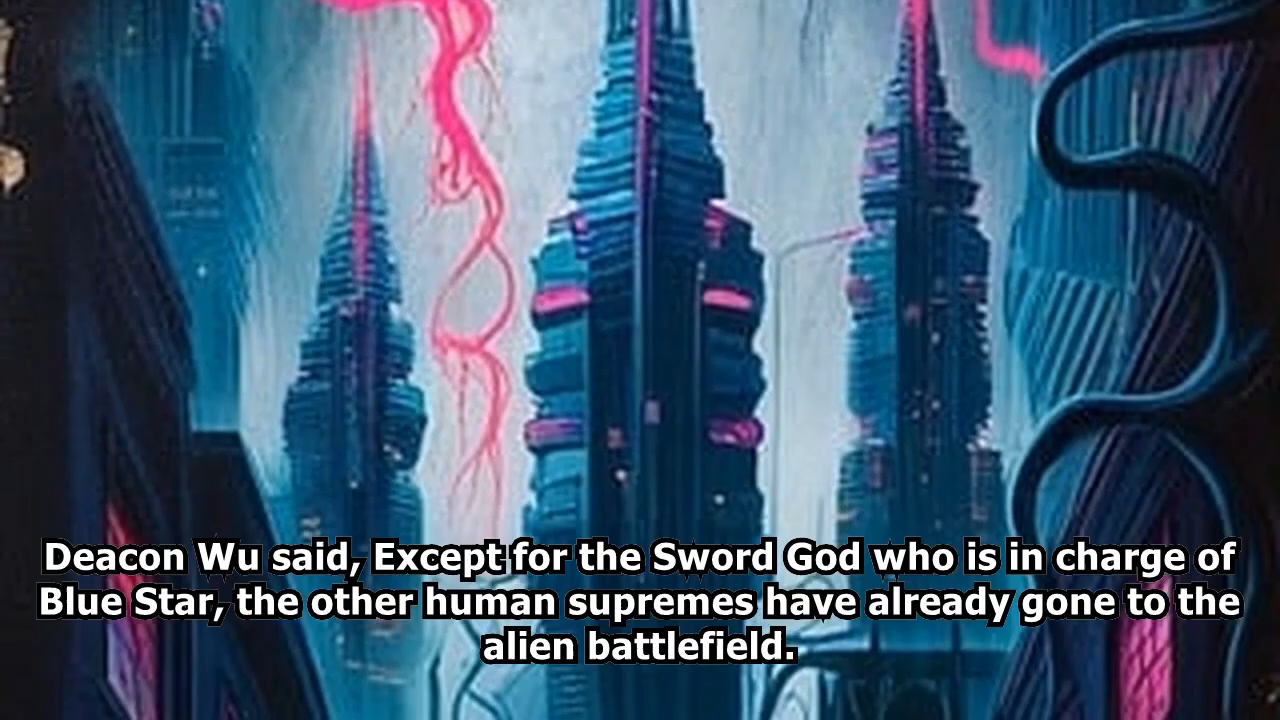 Deacon Wu said, Except for the Sword God who is in charge of
Blue Star, the other human supremes have already gone to the
alien battlefield.